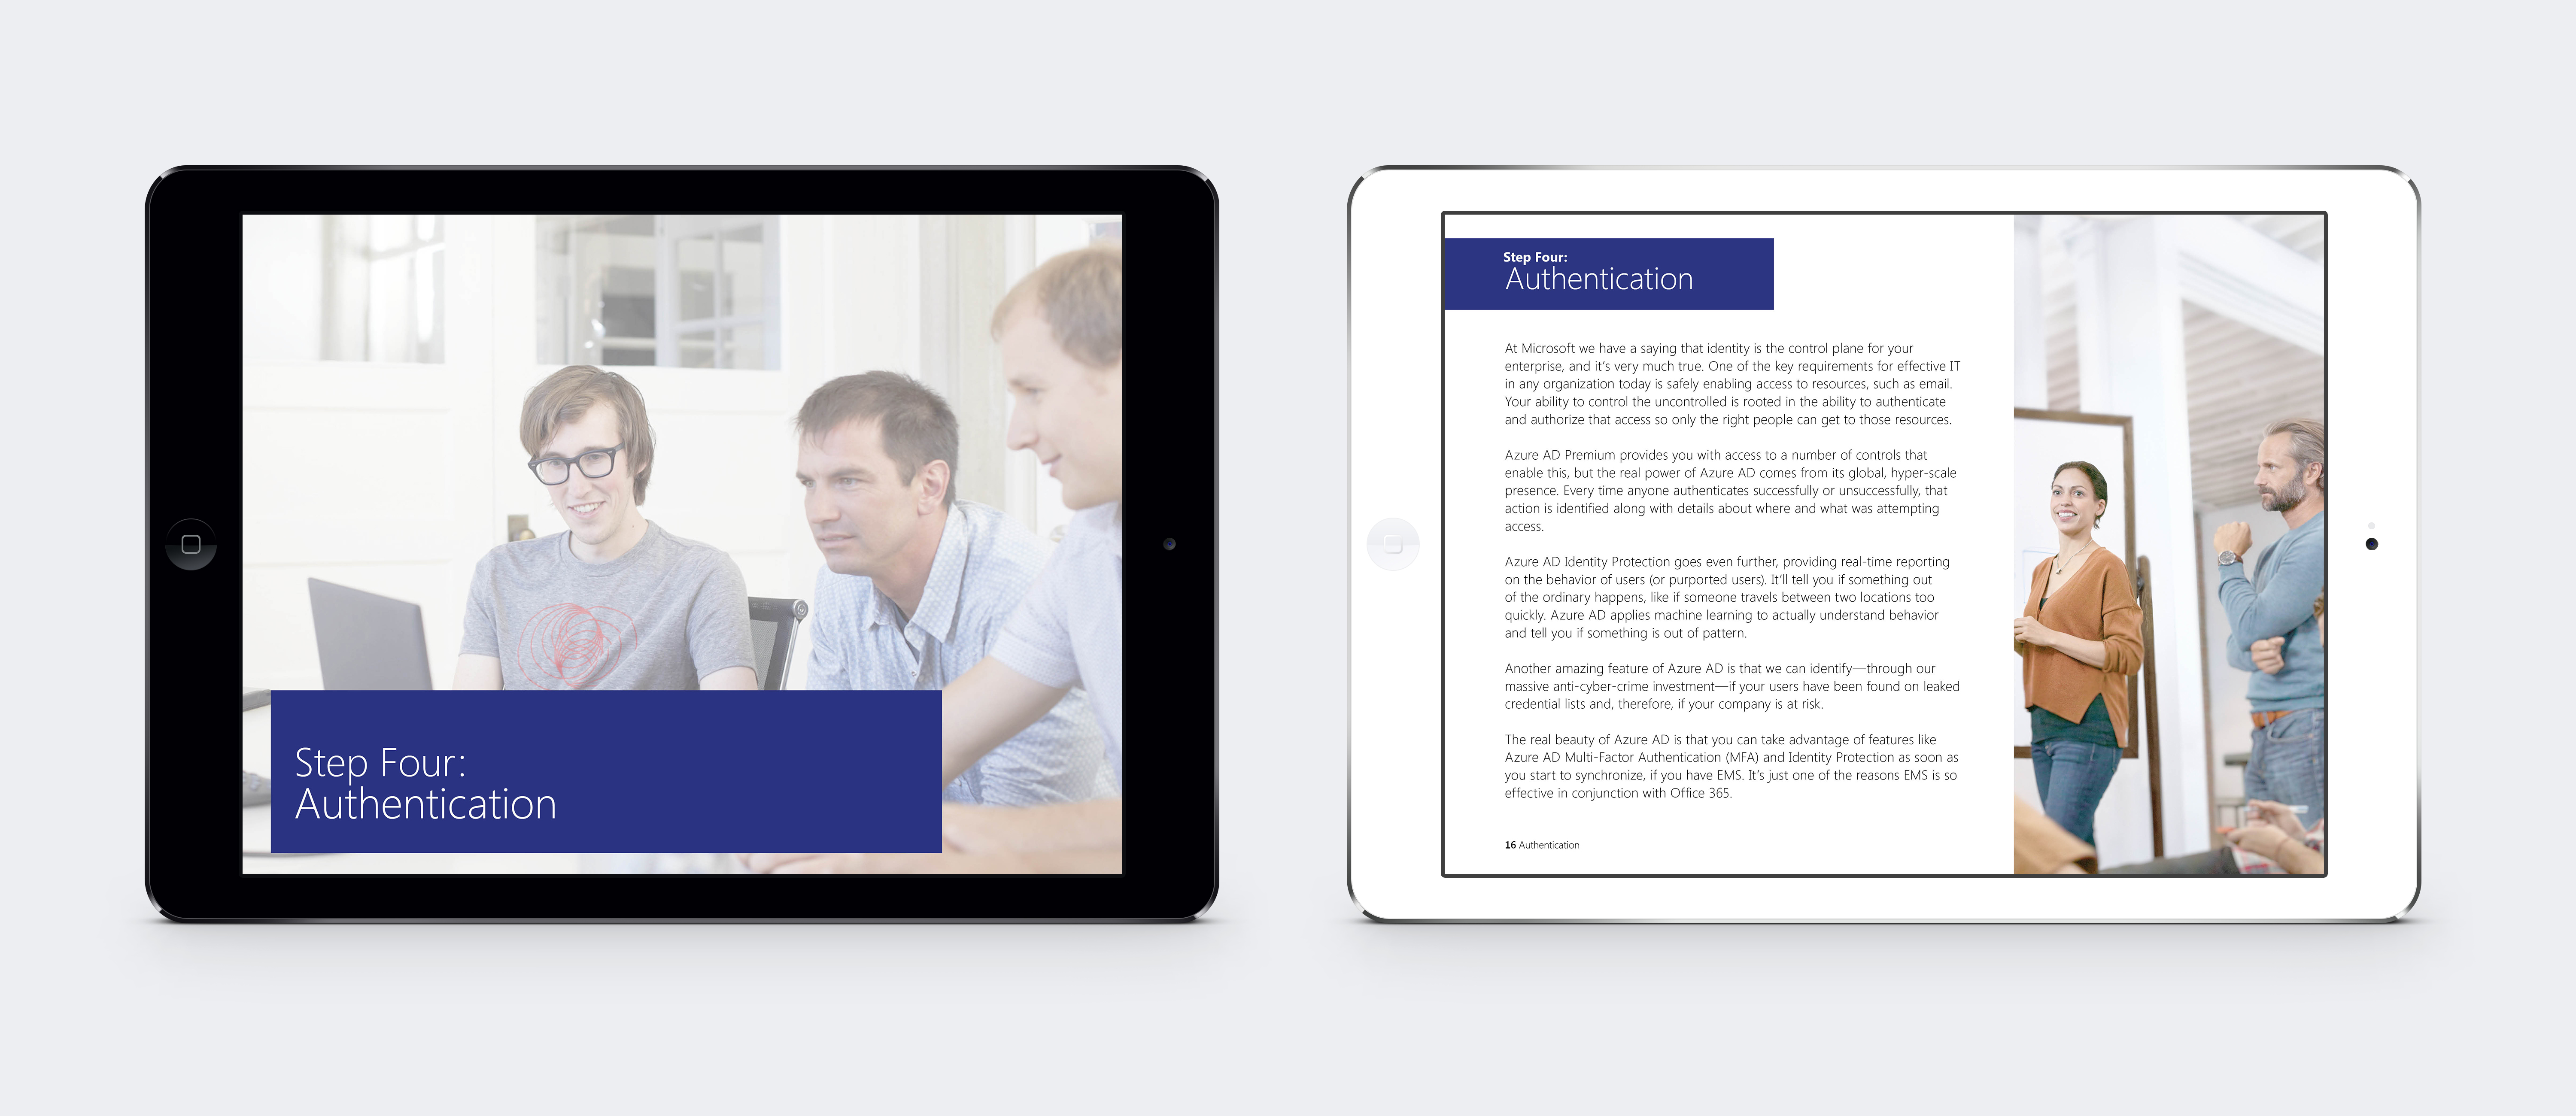 Step Four:
Authentication
Step Four:
Authentication
At Microsoft we have a saying that identity is the control plane for your
enterprise, and it's very much true. One of the key requirements for effective IT
in any organization today is safely enabling access to resources, such as email.
Your ability to control the uncontrolled is rooted in the ability to authenticate
and authorize that access so only the right people can get to those resources.
Azure AD Premium provides you with access to a number of controls that
enable this, but the real power of Azure AD comes from its global, hyper-scale
presence. Every time anyone authenticates successfully or unsuccessfully, that
action is identified along with details about where and what was attempting
access.
Azure AD Identity Protection goes even further, providing real-time reporting
on the behavior of users (or purported users). It'll tell you if something out
of the ordinary happens, like if someone travels between two locations too
quickly. Azure AD applies machine learning to actually understand behavior
and tell you if something is out of pattern.
Another amazing feature of Azure AD is that we can identify—through our
massive anti-cyber-crime investment—if your users have been found on leaked
credential lists and, therefore, if your company is at risk.
The real beauty of Azure AD is that you can take advantage of features like
Azure AD Multi-Factor Authentication (MFA) and Identity Protection as soon as
you start to synchronize, if you have EMS. It's just one of the reasons EMS is so
effective in conjunction with Office 365.
16 Authentication